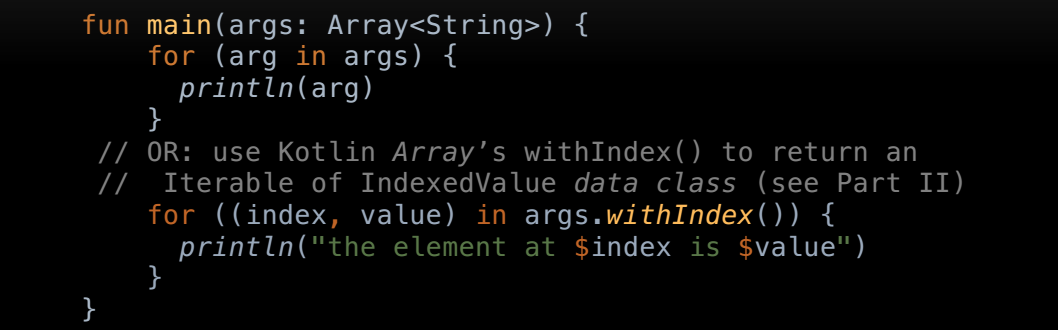 fun main(args: Array<String>) {
for (arg in args) {
println(arg)
}
// OR: use Kotlin Array’s withIndex() to return an
//  Iterable of IndexedValue data class (see Part II)
for ((index, value) in args.withIndex()) {
println("the element at $index is $value")
}
}